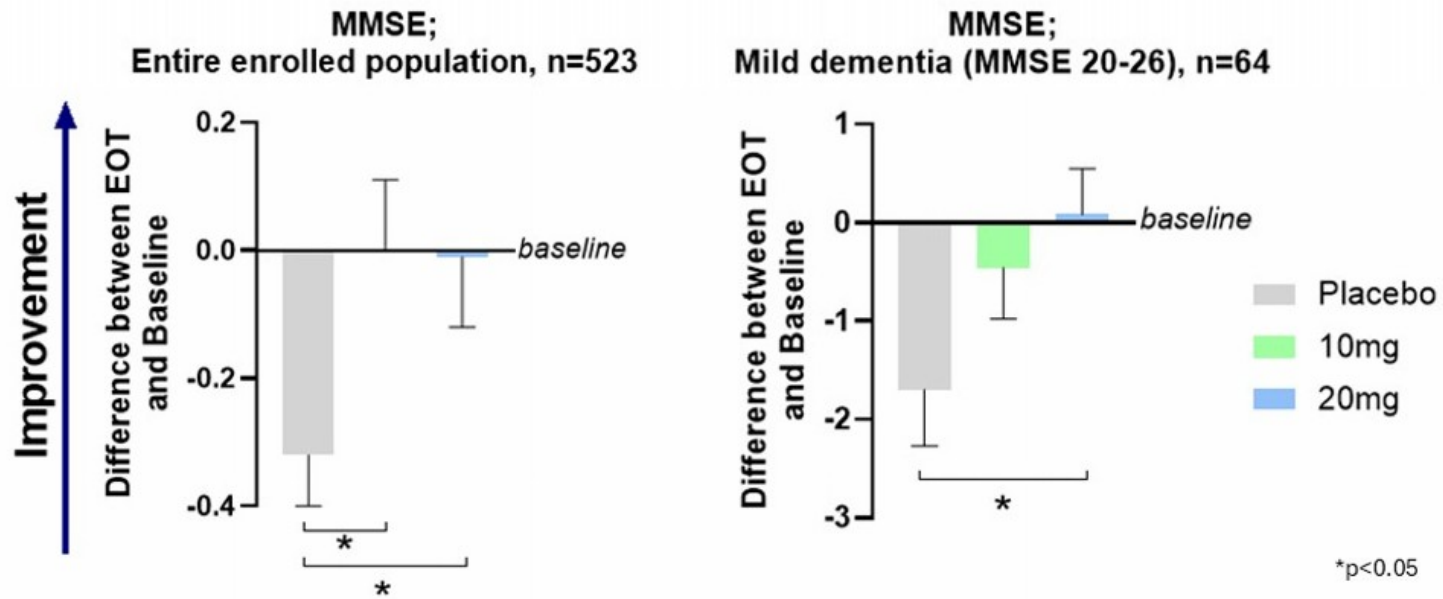 MMSE;
Entire enrolled population, n=523
Improvement
Difference between EOT
and Baseline
0.2
0.0
-0.2
-0.4
baseline
*
*
MMSE;
Mild dementia (MMSE 20-26), n=64
Difference between EOT
and Baseline
1
0
-1
-2
-3
baseline
*
Placebo
10mg
20mg
*p<0.05